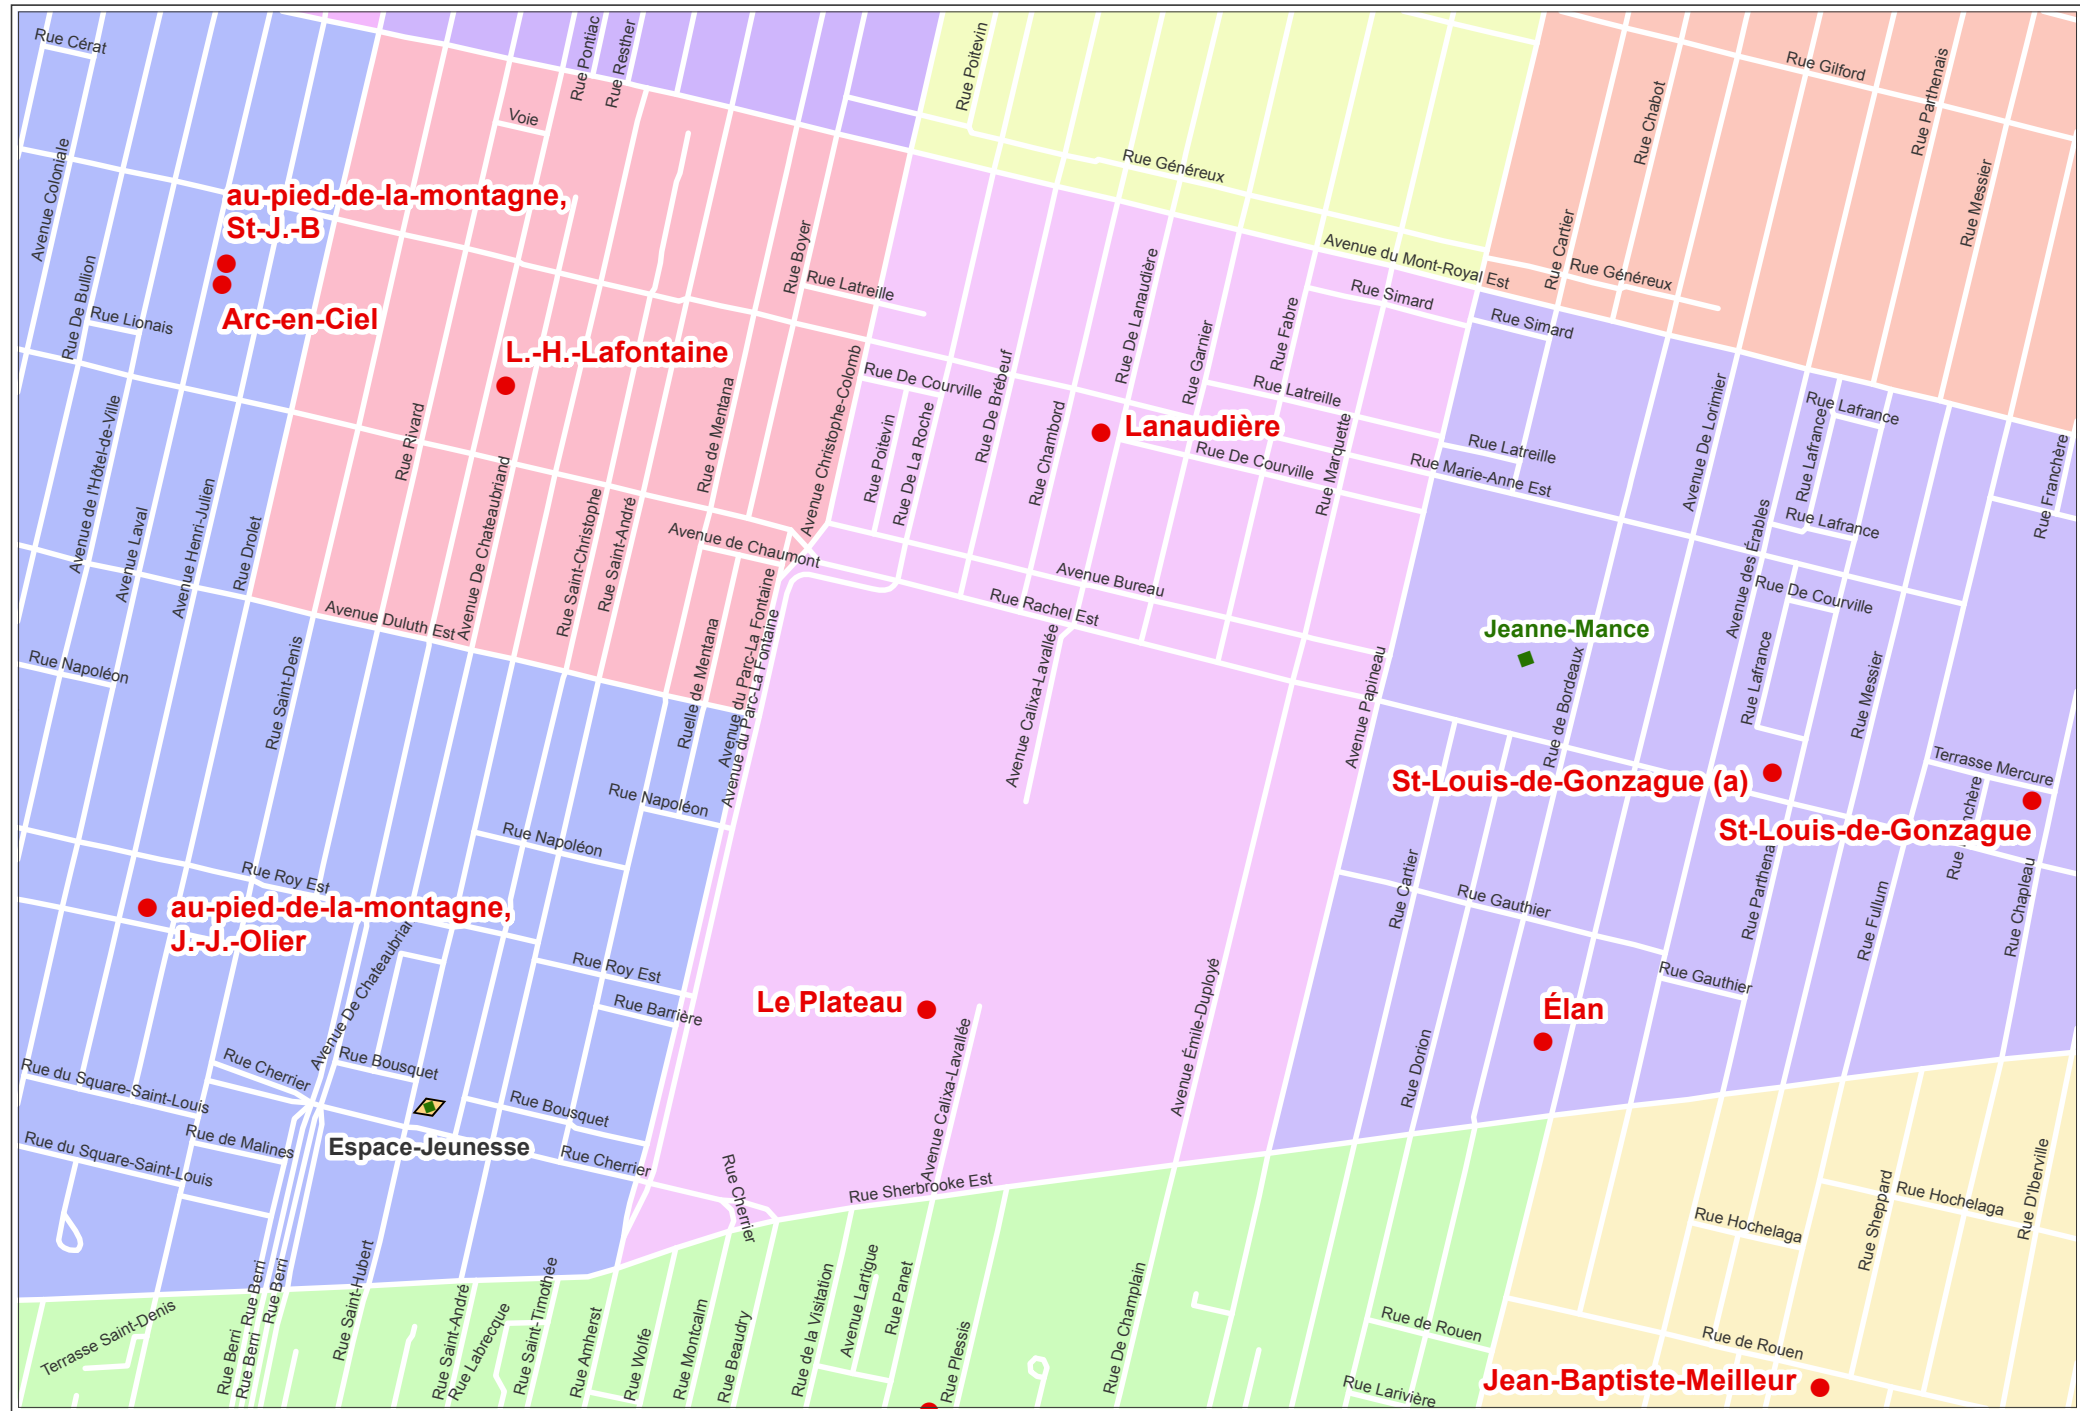 Rue Cérat
Rue Pontiac
Rue Resther
Rue Poitevin
Rue Gilford
Rue Parthenais
Rue Chabot
Voie
Rue Généreux
Rue Messier
Avenue Coloniale
au-pied-de-la-montagne,
St-J.-B
Rue Boyer
Rue Cartier
Avenue du Mont-Royal Est
Rue Généreux
Rue De Bullion
Rue Lionais
Arc-en-Ciel
Rue Latreille
Rue De Lanaudière
Rue Simard
Rue Simard
Rue Garnier
Rue Fabre
L.-H.-Lafontaine
Rue De Courville
Rue De Brébeuf
Rue Latreille
Avenue De Lorimier
Rue Lafrance
Rue Lafrance
Rue Franchère
Avenue de l'Hôtel-de-Ville
Rue Rivard
Rue de Mentana
Avenue Christophe-Colomb
Rue Poitevin
Rue De La Roche
Rue Chambord
Lanaudière
Rue De Courville
Rue Marquette
Rue Latreille
Rue Marie-Anne Est
Avenue Laval
Avenue Henri-Julien
Rue Drolet
Avenue De Chateaubriand
Rue Saint-Christophe
Rue Saint-André
Avenue de Chaumont
Avenue Bureau
Rue Rachel Est
Avenue des Érables
Rue Lafrance
Rue De Courville
Avenue Duluth Est
Jeanne-Mance
Rue Napoléon
Rue Saint-Denis
Ruelle de Mentana
Avenue du Parc-La Fontaine
Avenue du Parc-La Fontaine
Avenue Calixa-Lavallée
Avenue Papineau
Rue de Bordeaux
Rue Lafrance
Rue Messier
Terrasse Mercure
St-Louis-de-Gonzague (a)
St-Louis-de-Gonzague
Rue Napoléon
Rue Napoléon
Rue Roy Est
Rue Cartier
Rue Gauthier
Rue Fullum
Rue Chapleau
au-pied-de-la-montagne,
J.-J.-Olier
Avenue De Chateaubriand
Rue Roy Est
Rue Barrière
Le Plateau
Avenue Émile-Duployé
Rue Gauthier
Élan
Rue Cherrier
Rue Bousquet
Rue du Square-Saint-Louis
Rue Bousquet
Avenue Calixa-Lavallée
Rue Dorion
Rue de Malines
Espace-Jeunesse
Rue du Square-Saint-Louis
Rue Cherrier
Rue Cherrier
Rue Sherbrooke Est
Rue Hochelaga
Rue Hochelaga
Rue Sheppard
Rue D'Iberville
Terrasse Saint-Denis
Rue Berri
Rue Berri
Rue Berri
Rue Berri
Rue Saint-Hubert
Rue Saint-André
Rue Labrecque
Rue Saint-Timothée
Rue Amherst
Rue Wolfe
Rue Montcalm
Rue Beaudry
Rue de la Visitation
Avenue Lartigue
Rue Panet
Rue Plessis
Rue De Champlain
Rue de Rouen
Rue de Rouen
Rue Larivière
Jean-Baptiste-Meilleur